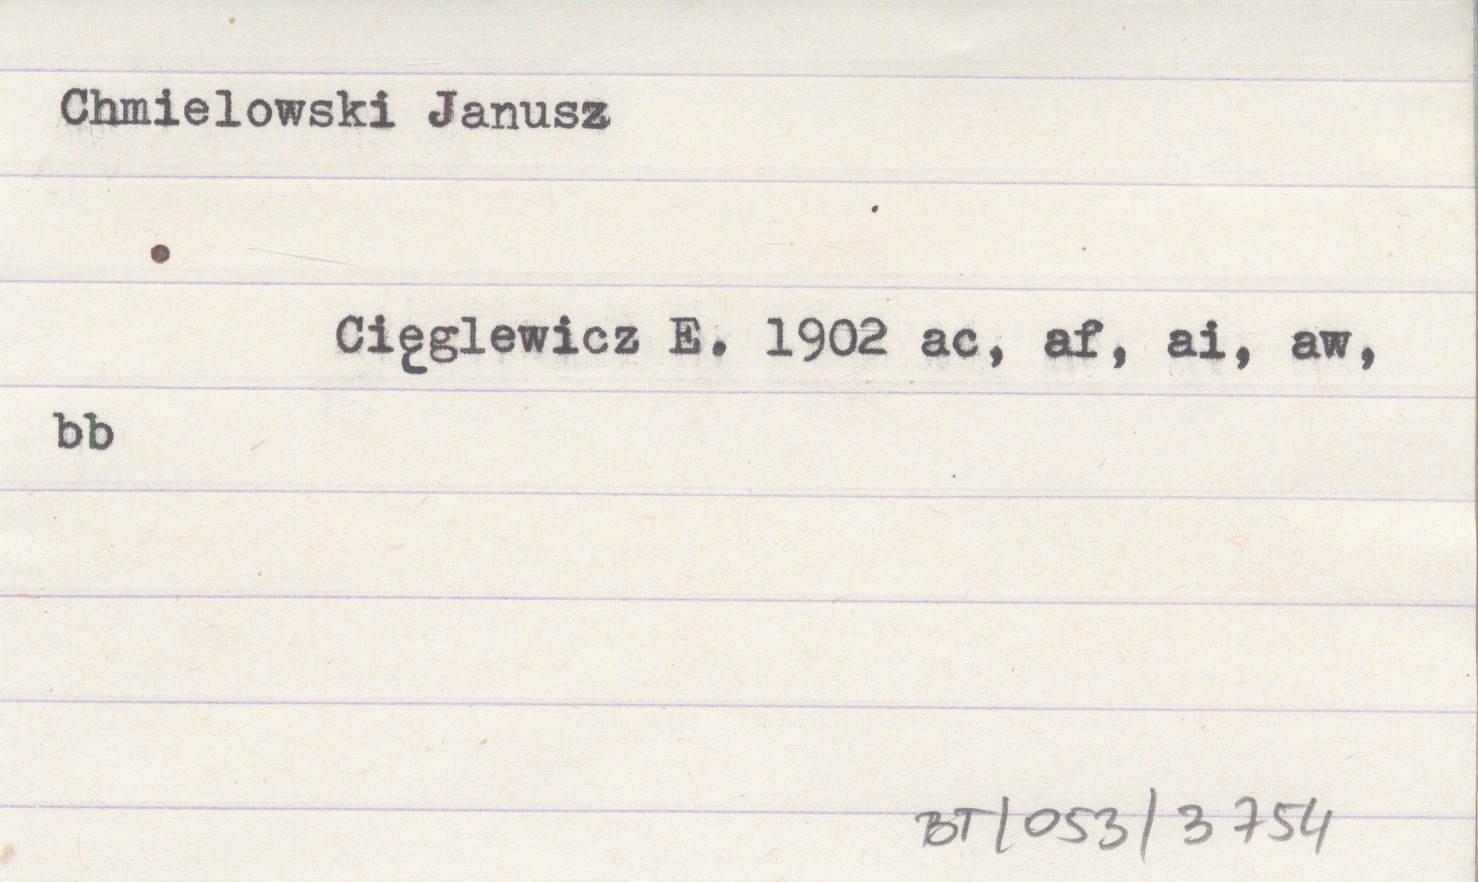 Chmielowski Janusz
Cięglewicz E. 1902 ac, af, ai, aw,
bb
BT/053/3754